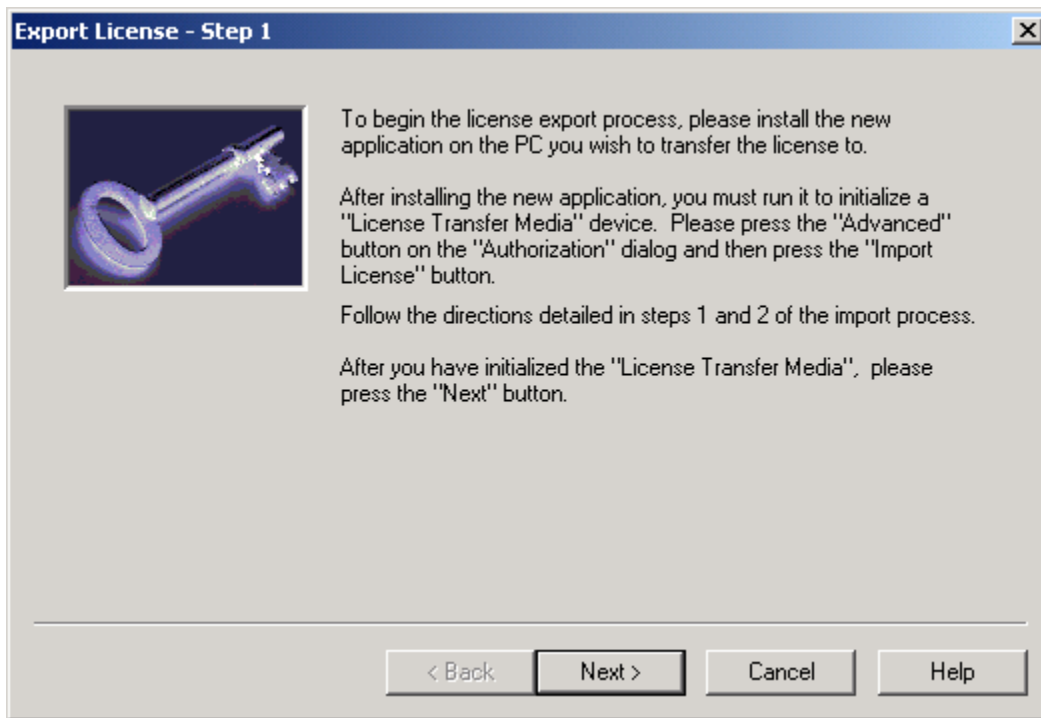 Export License - Step 1
To begin the license export process, please install the new
application on the PC you wish to transfer the license to.
After installing the new application, you must run it to initialize a
"License Transfer Media" device.  Please press the "Advanced"
button on the "Authorization" dialog and then press the "Import
License" button.
Follow the directions detailed in steps 1 and 2 of the import process.
After you have initialized the "License Transfer Media",  please
press the "Next" button.
< Back
Next >
Cancel
Help